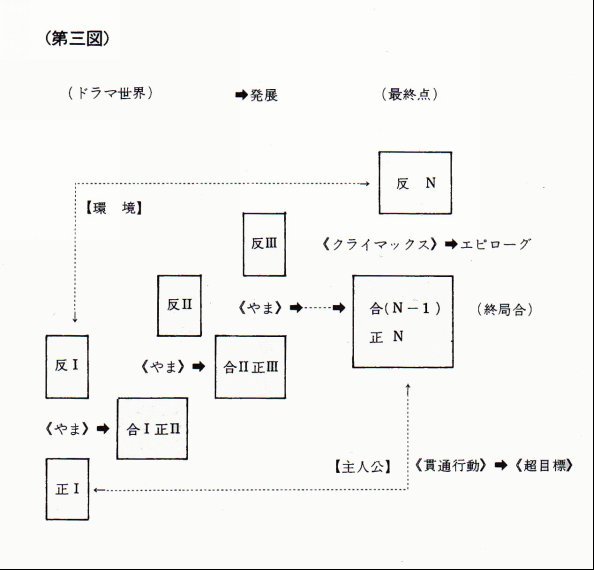 (第三図)
(ドラマ世界) ➡発展 (最終点)
反 N
【環 境】
反Ⅲ 《クライマックス》➡エピローグ
反Ⅱ 《やま》➡┄┄➡ 合(N-1) (終局合)
正 N
反Ⅰ 《やま》➡ 合Ⅱ正Ⅲ
《やま》➡ 合Ⅰ正Ⅱ
【主人公】 《貫通行動》➡《超目標》
正Ⅰ